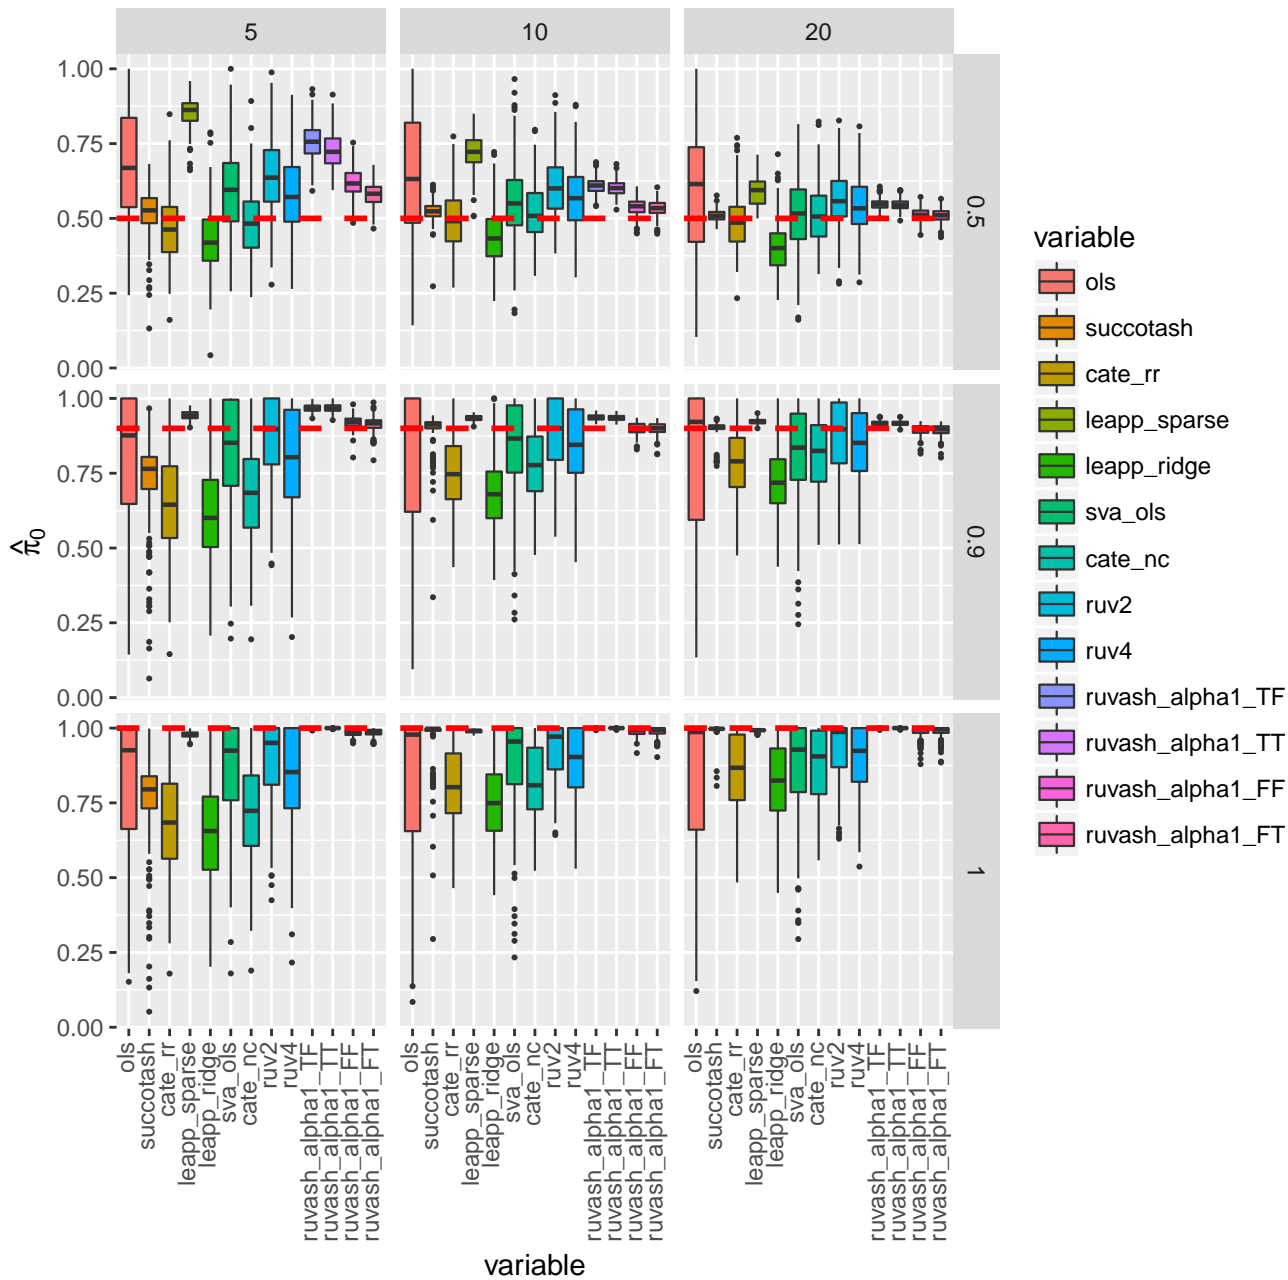 5
10
20
1.00
0.75
0.50
0.25
0.00
0.5
1.00
0.75
0.50
0.25
0.00
0.9
1.00
0.75
0.50
0.25
0.00
1
π̂₀
ols
succotash
cate_rr
leapp_sparse
leapp_ridge
sva_ols
cate_nc
ruv2
ruv4
ruvash_alpha1_TF
ruvash_alpha1_TT
ruvash_alpha1_FF
ruvash_alpha1_FT
ols
succotash
cate_rr
leapp_sparse
leapp_ridge
sva_ols
cate_nc
ruv2
ruv4
ruvash_alpha1_TF
ruvash_alpha1_TT
ruvash_alpha1_FF
ruvash_alpha1_FT
ols
succotash
cate_rr
leapp_sparse
leapp_ridge
sva_ols
cate_nc
ruv2
ruv4
ruvash_alpha1_TF
ruvash_alpha1_TT
ruvash_alpha1_FF
ruvash_alpha1_FT
variable
variable
ols
succotash
cate_rr
leapp_sparse
leapp_ridge
sva_ols
cate_nc
ruv2
ruv4
ruvash_alpha1_TF
ruvash_alpha1_TT
ruvash_alpha1_FF
ruvash_alpha1_FT